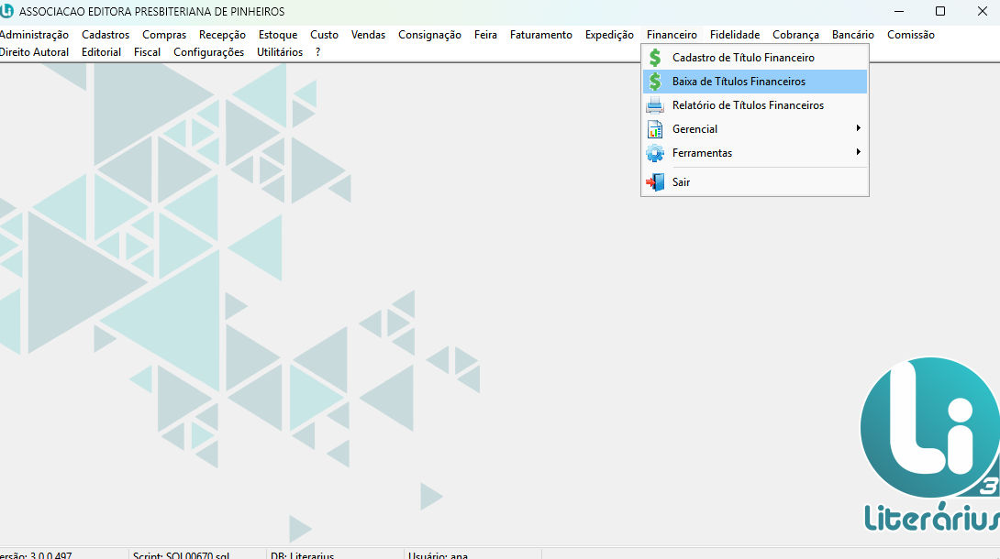 ASSOCIACAO EDITORA PRESBITERIANA DE PINHEIROS
Administração Cadastros Compras Recepção Estoque Custo Vendas Consignação Feira Faturamento Expedição Financeiro Fidelidade Cobrança Bancário Comissão
Direito Autoral Editorial Fiscal Configurações Utilitários ?
Cadastro de Título Financeiro
Baixa de Títulos Financeiros
Relatório de Títulos Financeiros
Gerencial
Ferramentas
Sair
Li
3
Literárius
ersão: 3.0.0.497 Script: SQL00670.sql DB: Literarius Usuário: ana